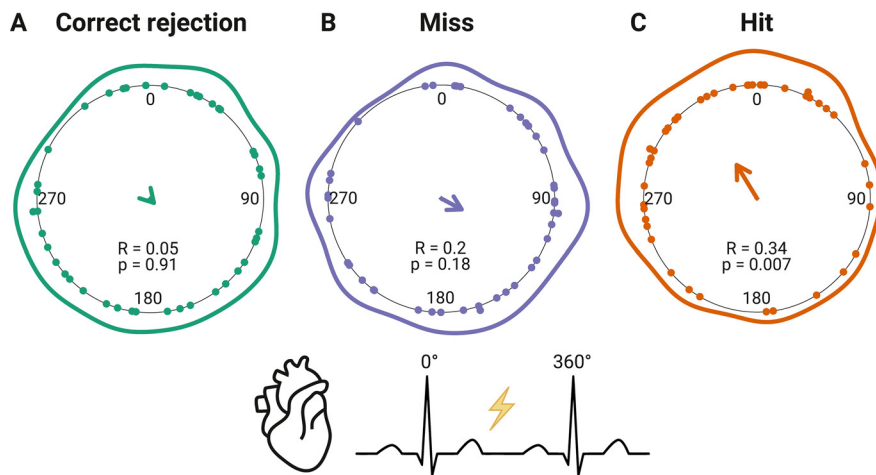 A Correct rejection
B Miss
C Hit
0
270
90
R = 0.05
p = 0.91
180
0
270
90
R = 0.2
p = 0.18
180
0
270
90
R = 0.34
p = 0.007
180
0° 360°